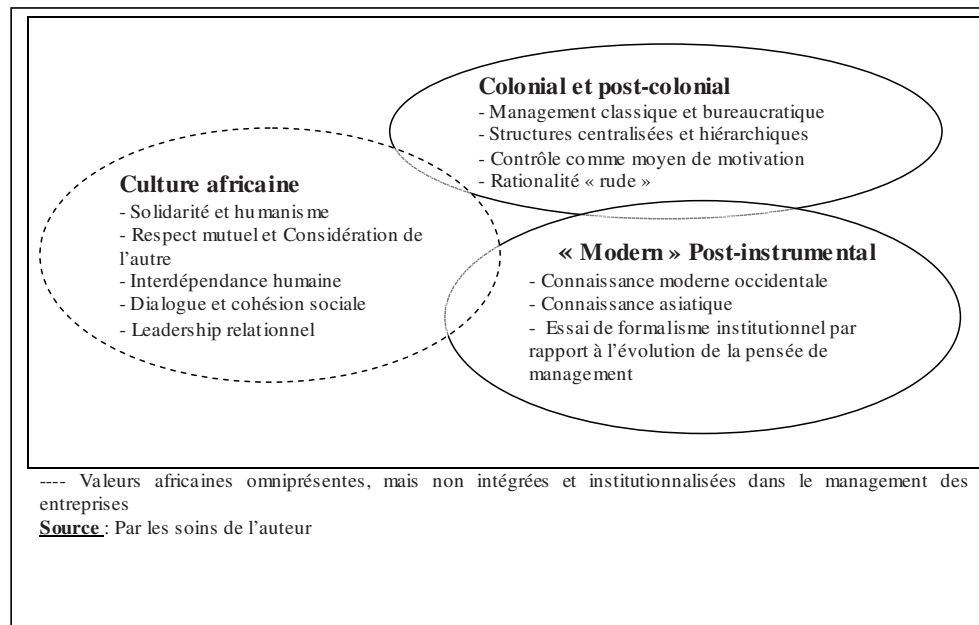 Colonial et post-colonial
- Management classique et bureaucratique
- Structures centralisées et hiérarchiques
- Contrôle comme moyen de motivation
- Rationalité « rude »
Culture africaine
- Solidarité et humanisme
- Respect mutuel et Considération de
l’autre
- Interdépendance humaine
- Dialogue et cohésion sociale
- Leadership relationnel
« Modern » Post-instrumental
- Connaissance moderne occidentale
- Connaissance asiatique
- Essai de formalisme institutionnel par
rapport à l’évolution de la pensée de
management
---- Valeurs africaines omniprésentes, mais non intégrées et institutionnalisées dans le management des
entreprises
Source : Par les soins de l’auteur